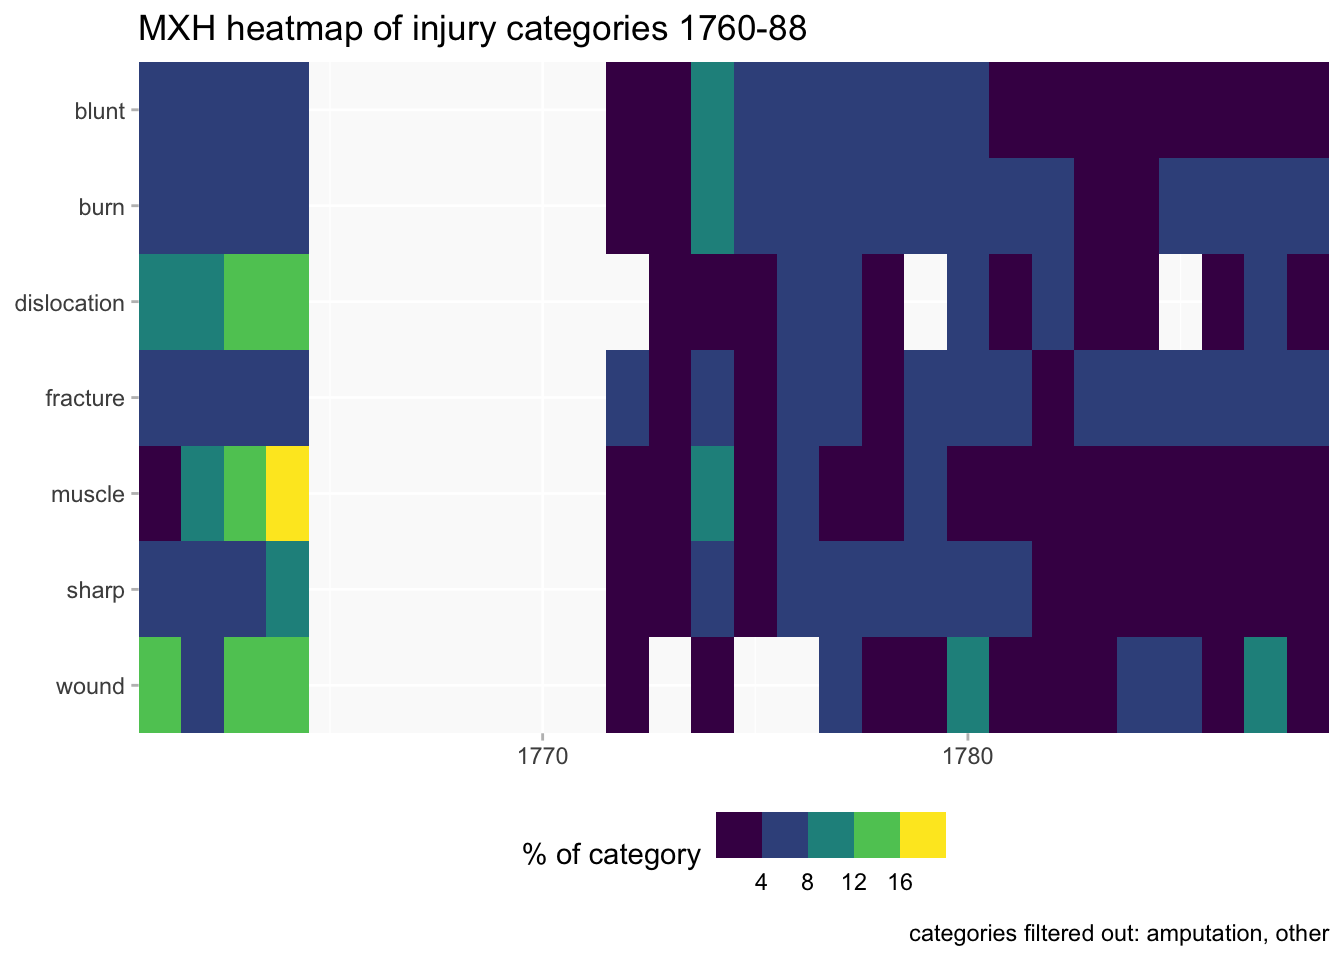 MXH heatmap of injury categories 1760-88
blunt
burn
dislocation
fracture
muscle
sharp
wound
1770 1780
% of category
4 8 12 16
categories filtered out: amputation, other